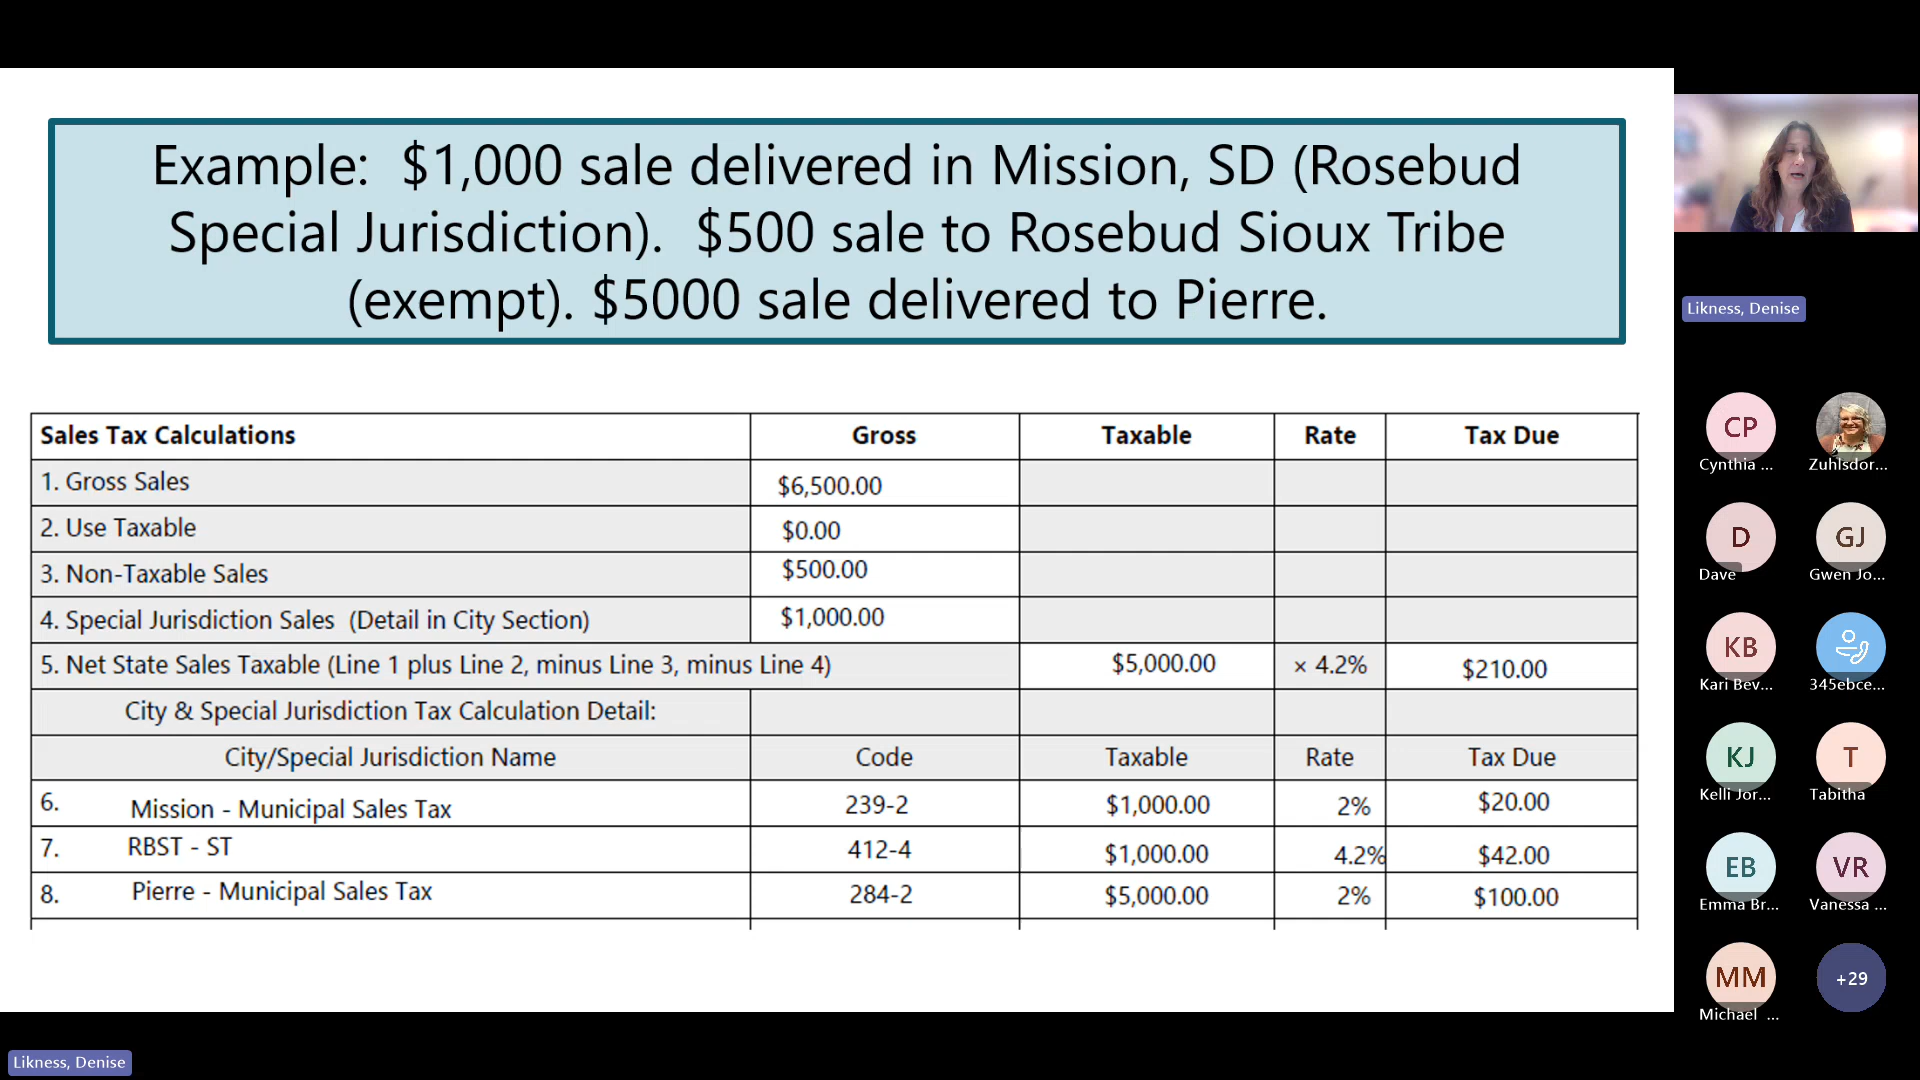 Example: $1,000 sale delivered in Mission, SD (Rosebud
Special Jurisdiction). $500 sale to Rosebud Sioux Tribe
(exempt). $5000 sale delivered to Pierre.
Sales Tax Calculations Gross Taxable Rate Tax Due
1. Gross Sales $6,500.00
2. Use Taxable $0.00
3. Non-Taxable Sales $500.00
4. Special Jurisdiction Sales (Detail in City Section) $1,000.00
5. Net State Sales Taxable (Line 1 plus Line 2, minus Line 3, minus Line 4) $5,000.00 × 4.2% $210.00
City & Special Jurisdiction Tax Calculation Detail:
City/Special Jurisdiction Name Code Taxable Rate Tax Due
6. Mission - Municipal Sales Tax 239-2 $1,000.00 2% $20.00
7. RBST - ST 412-4 $1,000.00 4.2% $42.00
8. Pierre - Municipal Sales Tax 284-2 $5,000.00 2% $100.00
Likness, Denise
CP
Cynthia ... Zuhlsdor...
D GJ
Dave Gwen Jo...
KB
Kari Bev... 345ebce...
KJ T
Kelli Jor... Tabitha
EB VR
Emma Br... Vanessa ...
MM +29
Michael ...
Likness, Denise